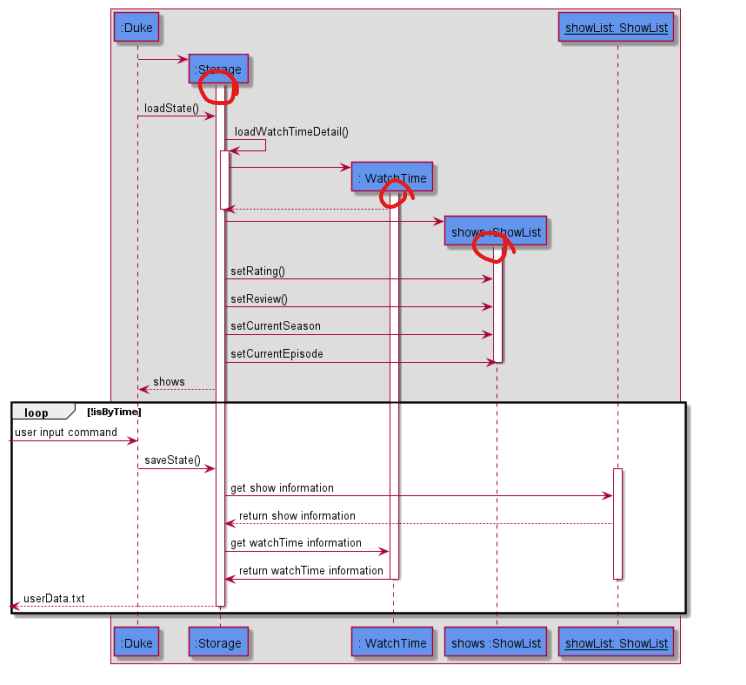 :Duke
showList: ShowList
:Storage
loadState()
loadWatchTimeDetail()
: WatchTime
shows :ShowList
setRating()
setReview()
setCurrentSeason
setCurrentEpisode
shows
loop [!isByTime]
user input command
saveState()
get show information
return show information
get watchTime information
return watchTime information
userData.txt
:Duke
:Storage
: WatchTime
shows :ShowList
showList: ShowList